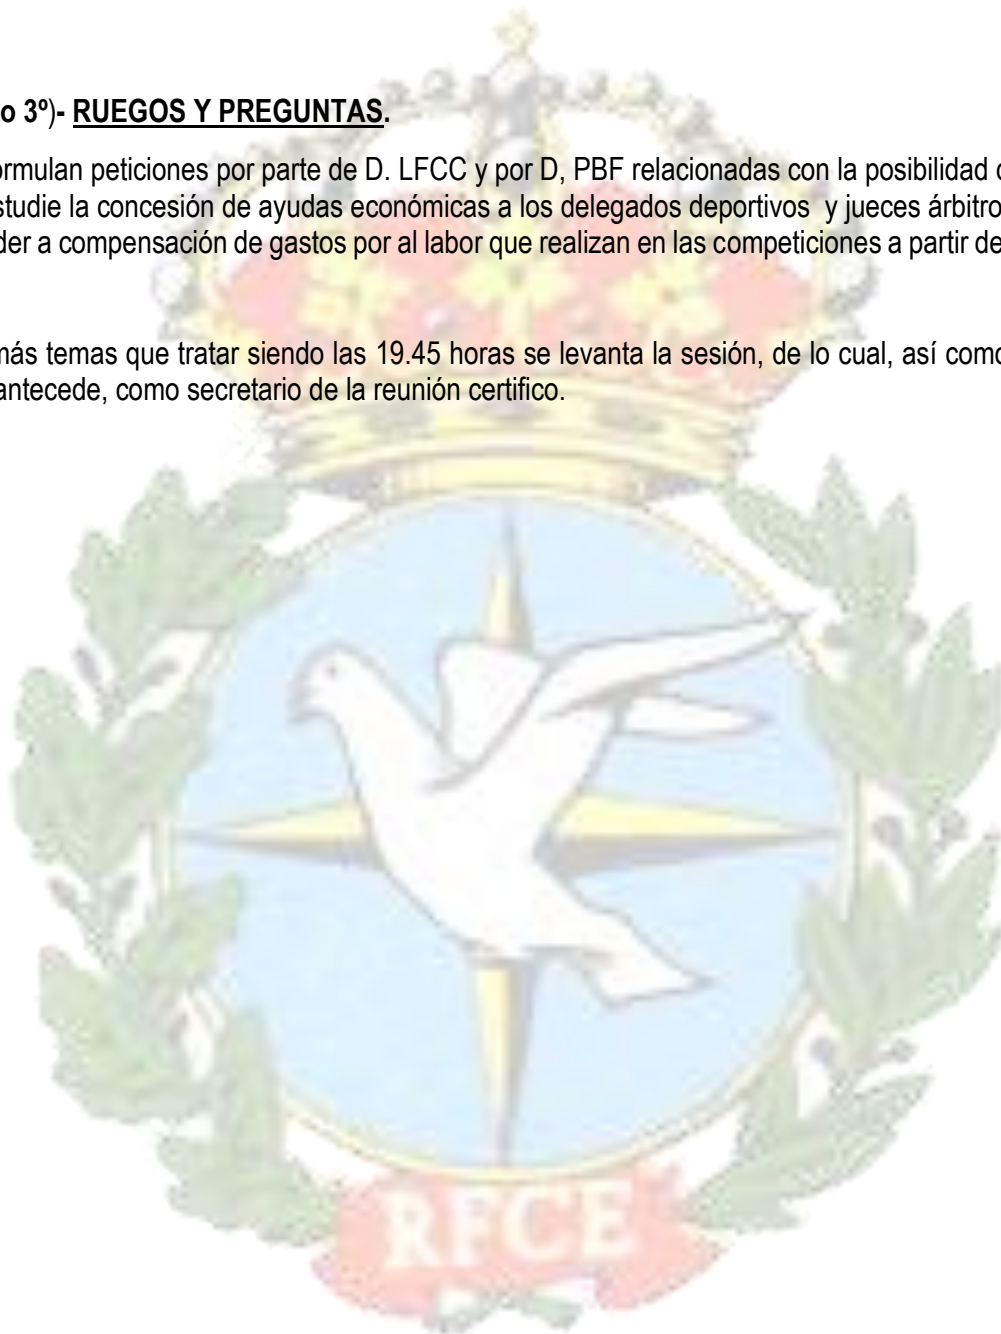 o 3º)- RUEGOS Y PREGUNTAS.
ormulan peticiones por parte de D. LFCC y por D, PBF relacionadas con la posibilidad
studie la concesión de ayudas económicas a los delegados deportivos y jueces árbitro
der a compensación de gastos por al labor que realizan en las competiciones a partir de
más temas que tratar siendo las 19.45 horas se levanta la sesión, de lo cual, así como
antecede, como secretario de la reunión certifico.
RFCE